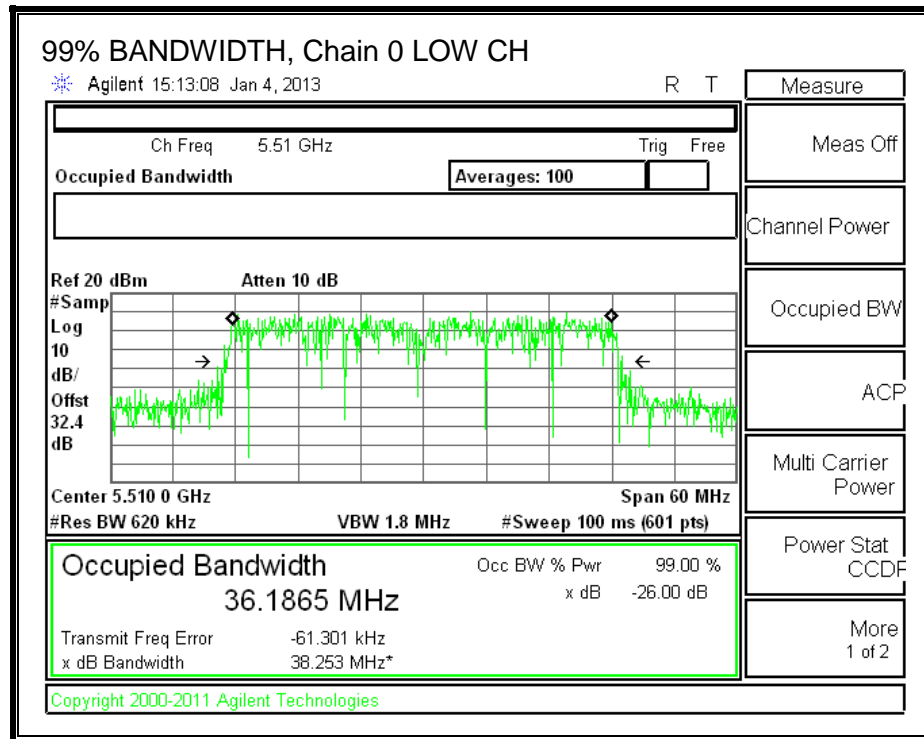 99% BANDWIDTH, Chain 0 LOW CH
Agilent 15:13:08 Jan 4, 2013 R T
Measure
Ch Freq 5.51 GHz Trig Free
Meas Off
Occupied Bandwidth Averages: 100
Channel Power
Ref 20 dBm Atten 10 dB
#Samp
Log
10
dB/
Offst
32.4
dB
Occupied BW
ACP
Center 5.510 0 GHz Span 60 MHz
#Res BW 620 kHz VBW 1.8 MHz #Sweep 100 ms (601 pts)
Multi Carrier
Power
Occupied Bandwidth Occ BW % Pwr 99.00 %
36.1865 MHz x dB -26.00 dB
Power Stat
CCDF
Transmit Freq Error -61.301 kHz
x dB Bandwidth 38.253 MHz*
More
1 of 2
Copyright 2000-2011 Agilent Technologies